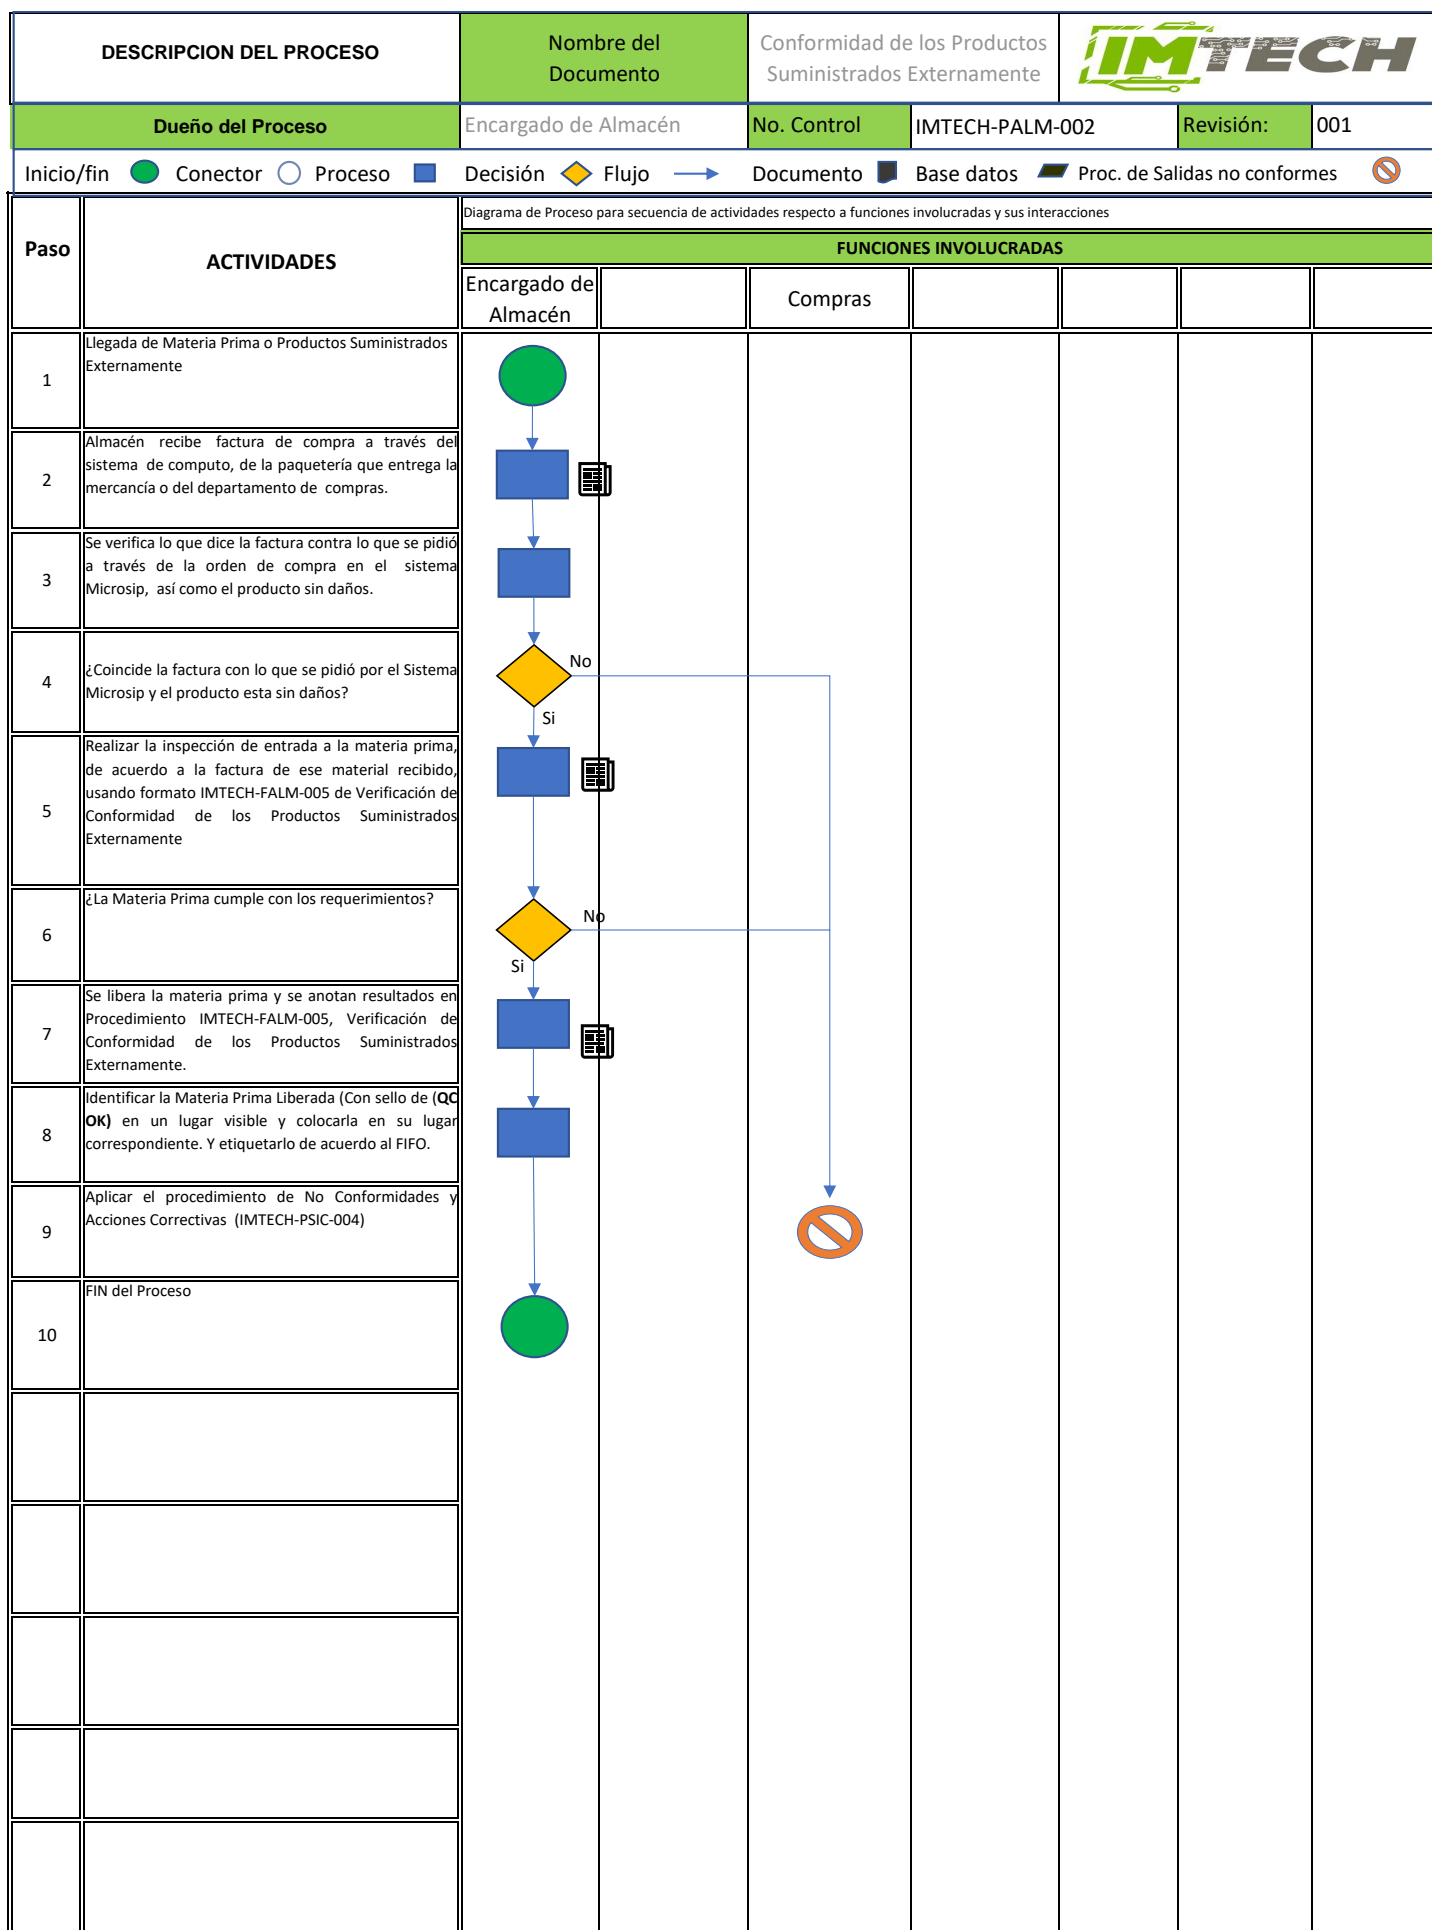 DESCRIPCION DEL PROCESO
Nombre del
Documento
Conformidad de los Productos
Suministrados Externamente
IMTECH
Dueño del Proceso
Encargado de Almacén
No. Control
IMTECH-PALM-002
Revisión:
001
Inicio/fin Conector Proceso Decisión Flujo Documento Base datos Proc. de Salidas no conformes
Paso
ACTIVIDADES
Diagrama de Proceso para secuencia de actividades respecto a funciones involucradas y sus interacciones
FUNCIONES INVOLUCRADAS
Encargado de
Almacén
Compras
1
Llegada de Materia Prima o Productos Suministrados
Externamente
2
Almacén recibe factura de compra a través del
sistema de computo, de la paquetería que entrega la
mercancía o del departamento de compras.
3
Se verifica lo que dice la factura contra lo que se pidió
a través de la orden de compra en el sistema
Microsip, así como el producto sin daños.
4
¿Coincide la factura con lo que se pidió por el Sistema
Microsip y el producto esta sin daños?
No
Si
5
Realizar la inspección de entrada a la materia prima,
de acuerdo a la factura de ese material recibido,
usando formato IMTECH-FALM-005 de Verificación de
Conformidad de los Productos Suministrados
Externamente
6
¿La Materia Prima cumple con los requerimientos?
No
Si
7
Se libera la materia prima y se anotan resultados en
Procedimiento IMTECH-FALM-005, Verificación de
Conformidad de los Productos Suministrados
Externamente.
8
Identificar la Materia Prima Liberada (Con sello de (QC
OK) en un lugar visible y colocarla en su lugar
correspondiente. Y etiquetarlo de acuerdo al FIFO.
9
Aplicar el procedimiento de No Conformidades y
Acciones Correctivas (IMTECH-PSIC-004)
10
FIN del Proceso